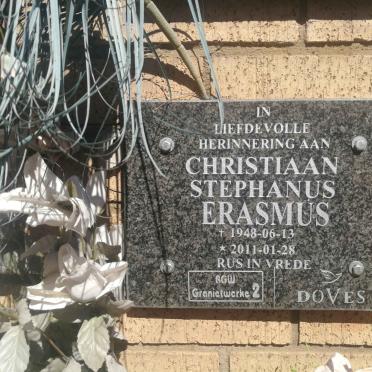 IN
LIEFDEVOLLE
HERINNERING AAN
CHRISTIAAN
STEPHANUS
ERASMUS
+ 1948-06-13
★ 2011-01-28
RUS IN VREDE
BGW
Granietwerke 2
DOVES